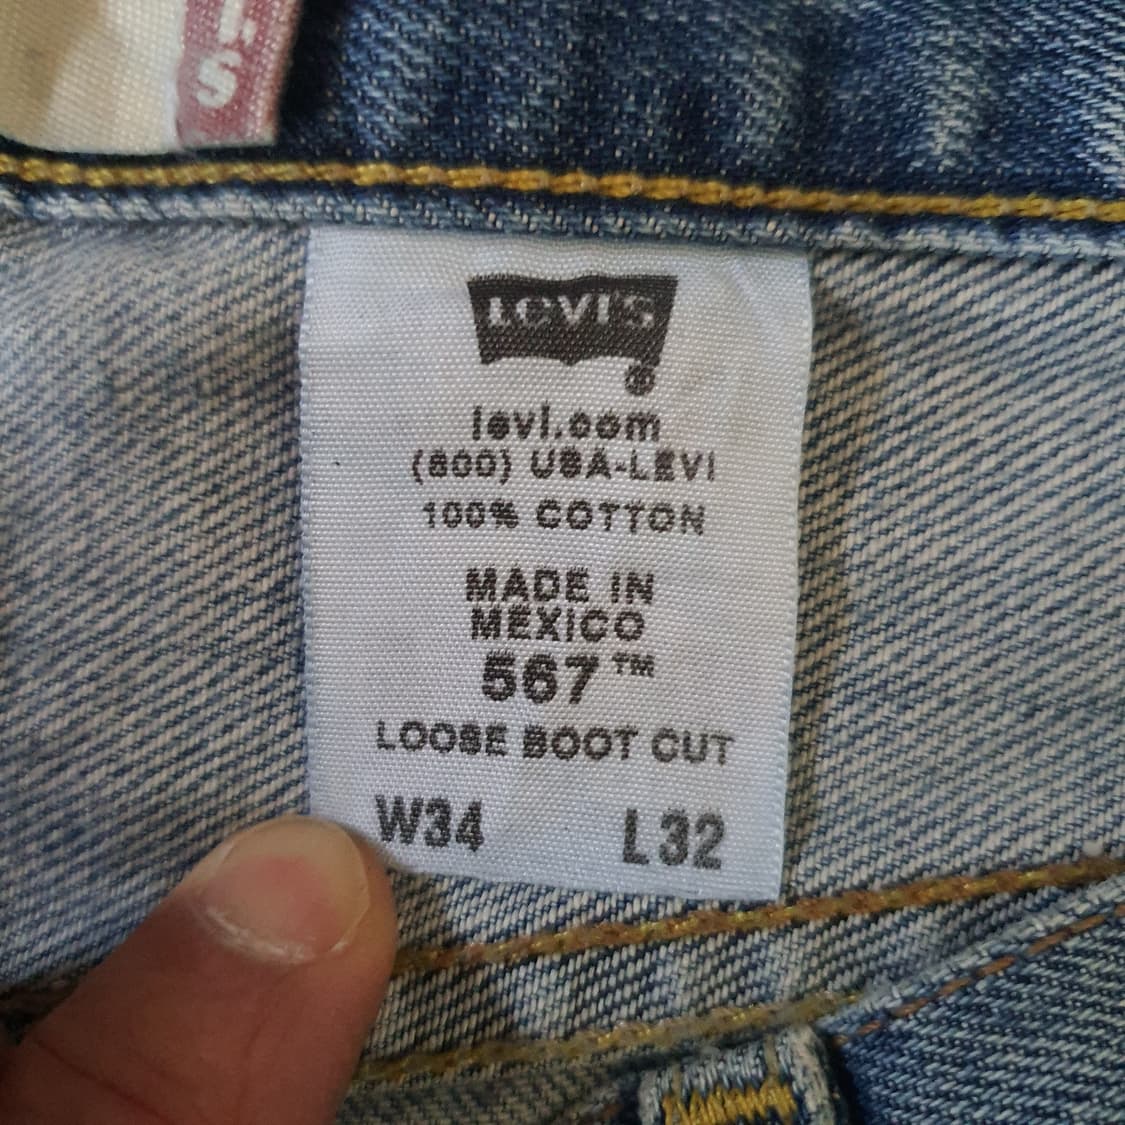 LEVI'S
®
levi.com
(800) USA-LEVI
100% COTTON
MADE IN
MEXICO
567™
LOOSE BOOT CUT
W34 L32